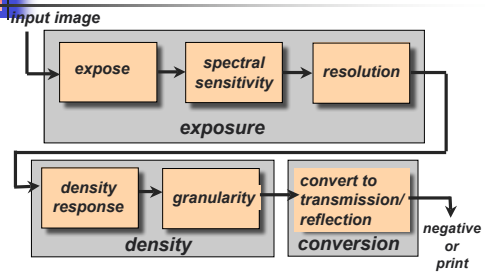 input image
expose
spectral
sensitivity
resolution
exposure
density
response
granularity
convert to
transmission/
reflection
density
conversion
negative
or
print